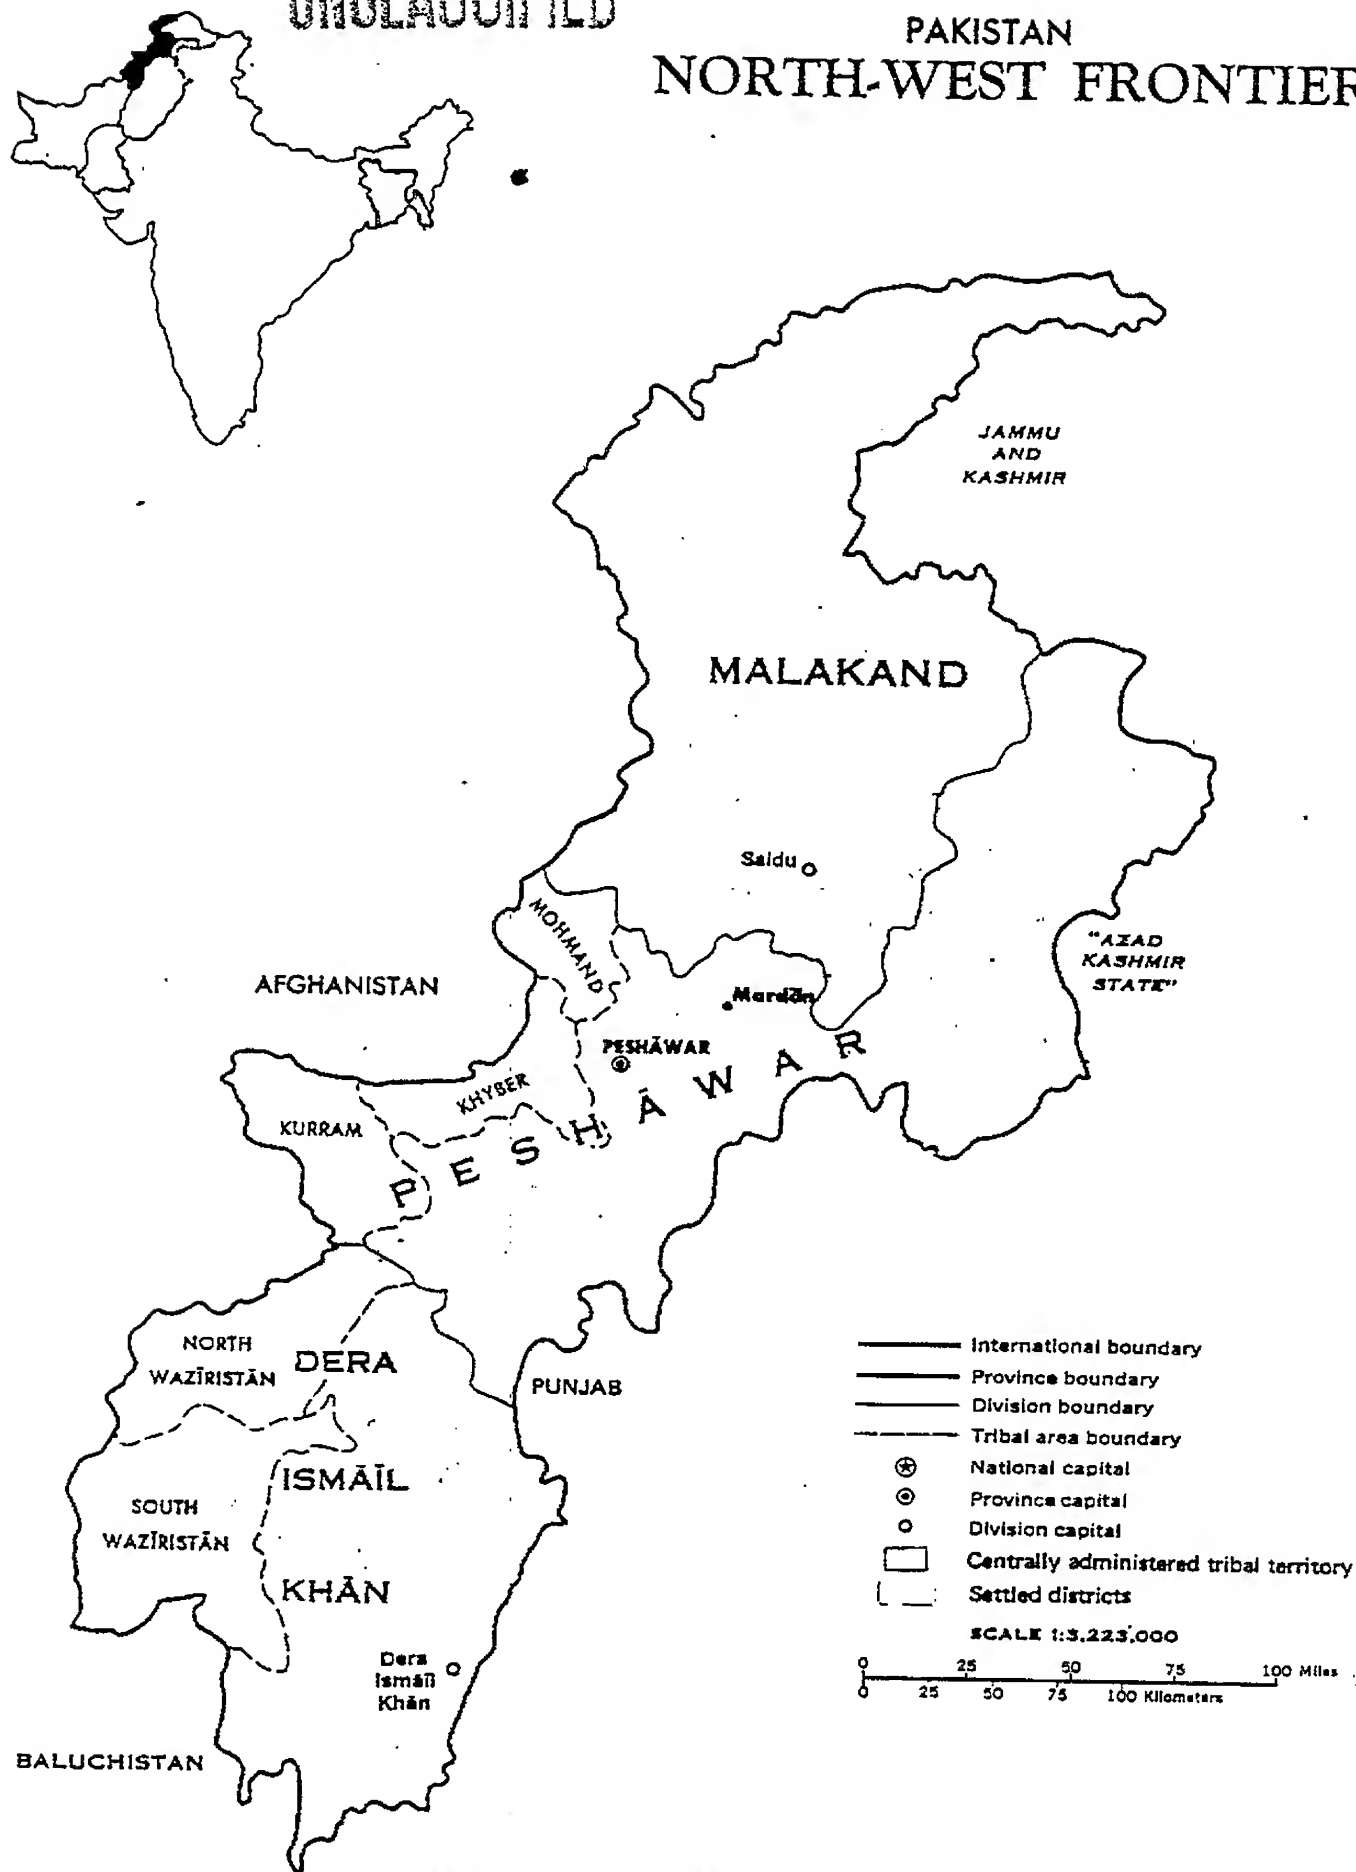 UNCLASSIFIED
PAKISTAN
NORTH-WEST FRONTIER
JAMMU
AND
KASHMIR
MALAKAND
Saidu
MOHMAND
"AZAD
KASHMIR
STATE"
AFGHANISTAN
Mardān
PESHĀWAR
KHYBER
KURRAM
PESHĀWAR
NORTH
WAZĪRISTĀN
DERA
ISMĀĪL
KHĀN
PUNJAB
SOUTH
WAZĪRISTĀN
Dera
Ismāīl
Khān
BALUCHISTAN
International boundary
Province boundary
Division boundary
Tribal area boundary
National capital
Province capital
Division capital
Centrally administered tribal territory
Settled districts
SCALE 1:3,223,000
0 25 50 75 100 Miles
0 25 50 75 100 Kilometers